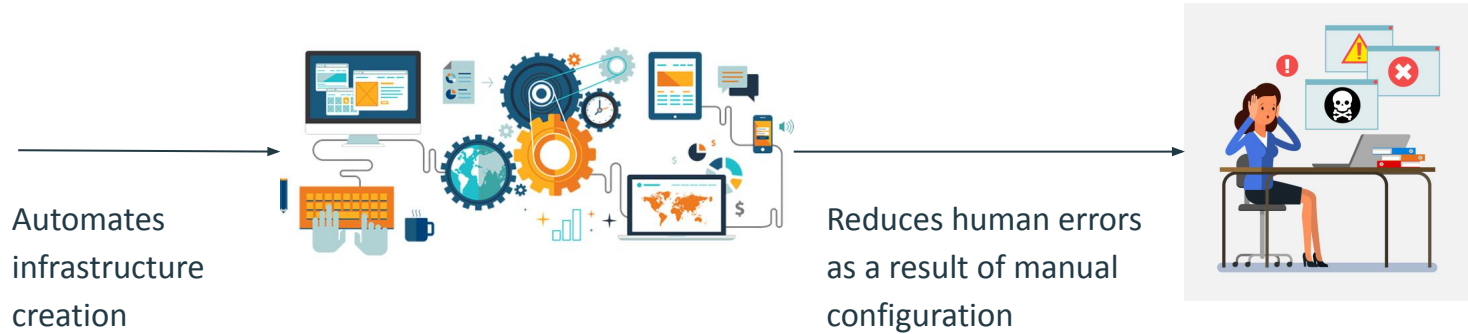 Automates
infrastructure
creation
Reduces human errors
as a result of manual
configuration